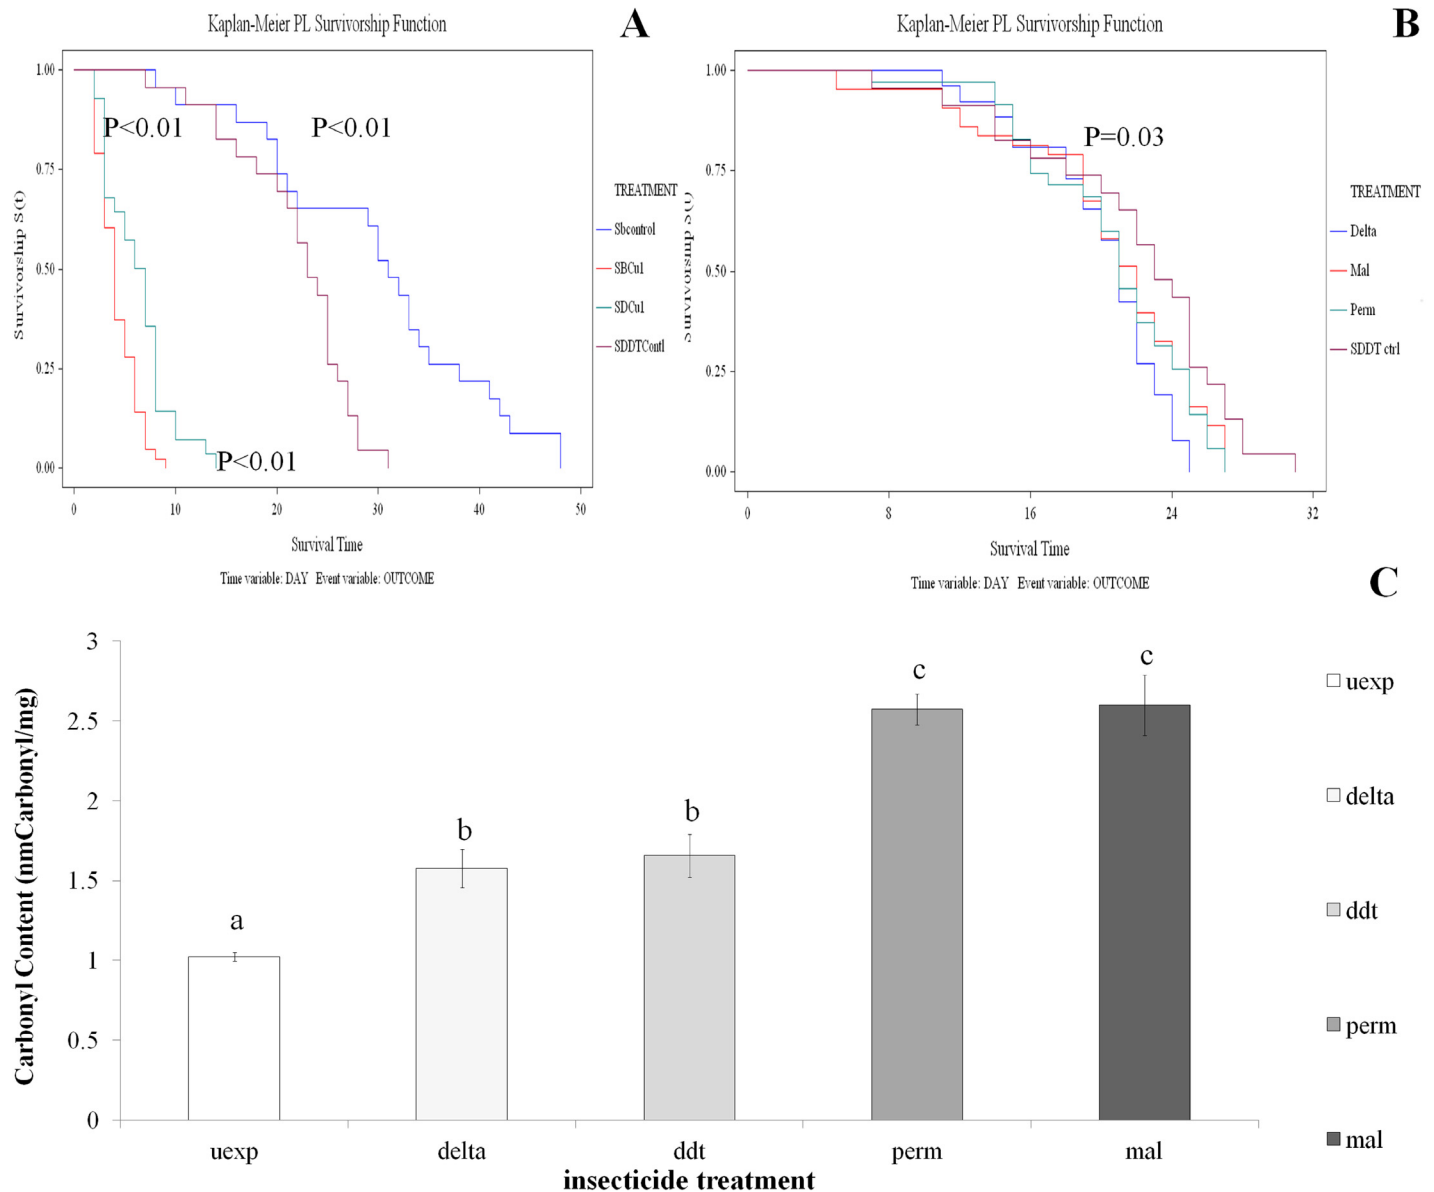 Kaplan-Meier PL Survivorship Function
A
1.00
0.75
0.50
0.25
0.00
Survivorship S(t)
P<0.01
P<0.01
P<0.01
TREATMENT
Sbcontrol
SBCu1
SDCu1
SDDTContl
0 10 20 30 40 50
Survival Time
Time variable: DAY Event variable: OUTCOME
Kaplan-Meier PL Survivorship Function
B
1.00
0.75
0.50
0.25
0.00
Survivorship S(t)
P=0.03
TREATMENT
Delta
Mal
Perm
SDDT ctrl
0 8 16 24 32
Survival Time
Time variable: DAY Event variable: OUTCOME
C
Carbonyl Content (nmCarbonyl/mg)
3
2.5
2
1.5
1
0.5
0
a
b
b
c
c
uexp delta ddt perm mal
insecticide treatment
uexp
delta
ddt
perm
mal